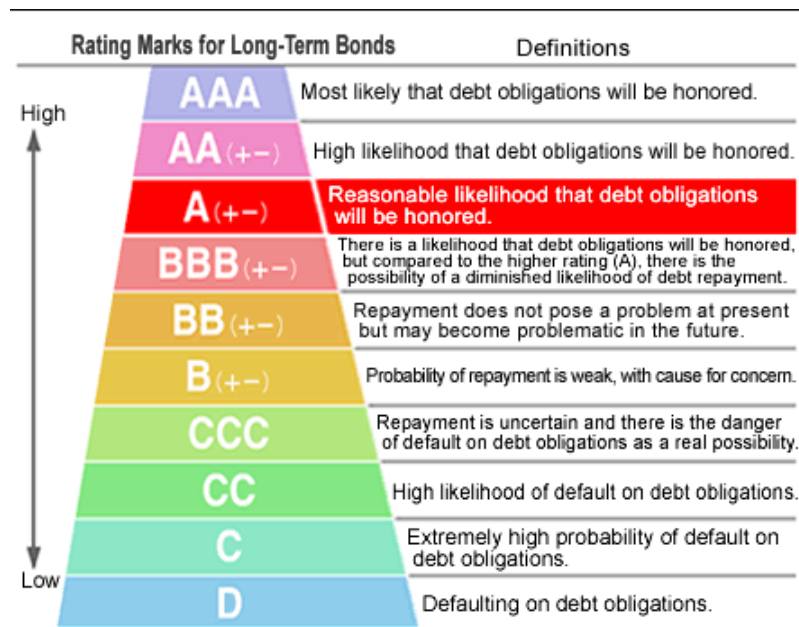 Rating Marks for Long-Term Bonds
Definitions
High
AAA
Most likely that debt obligations will be honored.
AA (+−)
High likelihood that debt obligations will be honored.
A (+−)
Reasonable likelihood that debt obligations
will be honored.
BBB (+−)
There is a likelihood that debt obligations will be honored,
but compared to the higher rating (A), there is the
possibility of a diminished likelihood of debt repayment.
BB (+−)
Repayment does not pose a problem at present
but may become problematic in the future.
B (+−)
Probability of repayment is weak, with cause for concern.
CCC
Repayment is uncertain and there is the danger
of default on debt obligations as a real possibility.
CC
High likelihood of default on debt obligations.
C
Extremely high probability of default on
debt obligations.
Low
D
Defaulting on debt obligations.